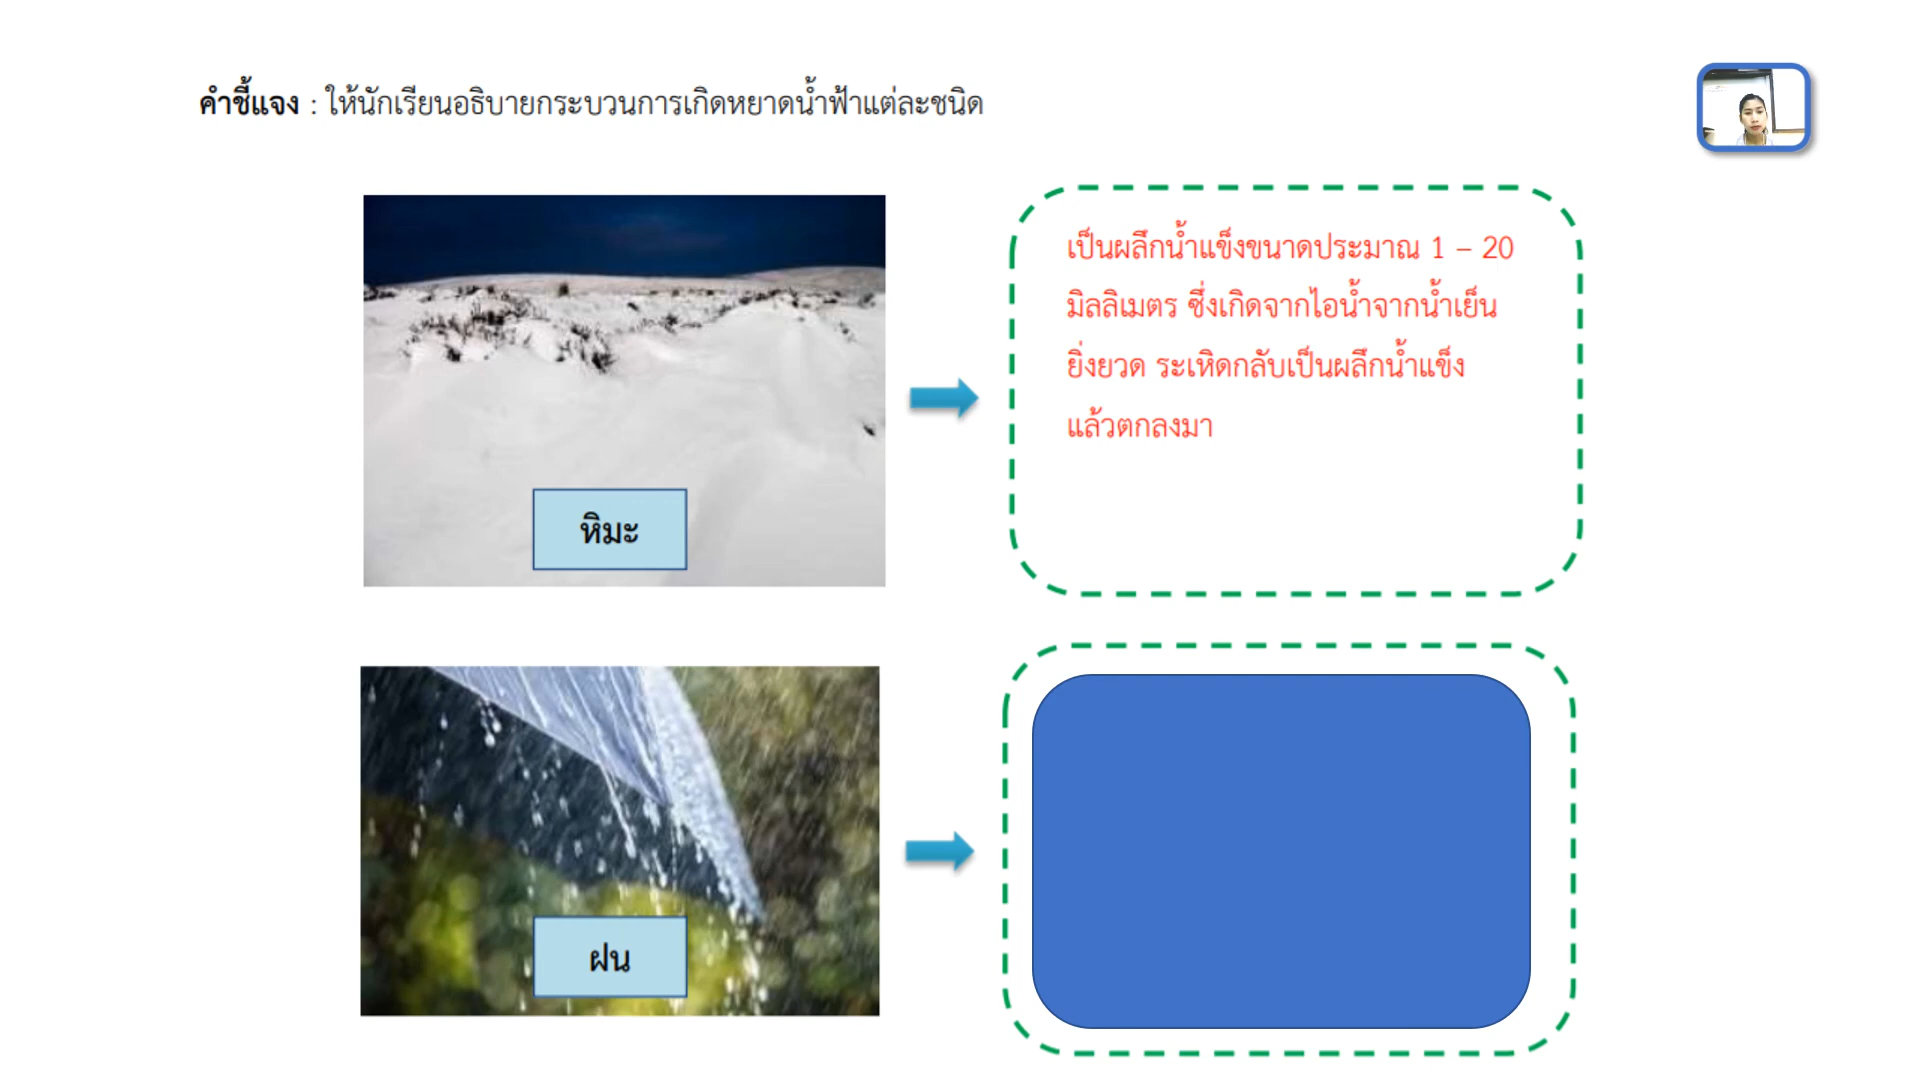 คำชี้แจง : ให้นักเรียนอธิบายกระบวนการเกิดหยาดน้ำฟ้าแต่ละชนิด
เป็นผลึกน้ำแข็งขนาดประมาณ 1 – 20
มิลลิเมตร ซึ่งเกิดจากไอน้ำจากน้ำเย็น
ยิ่งยวด ระเหิดกลับเป็นผลึกน้ำแข็ง
แล้วตกลงมา
หิมะ
ฝน